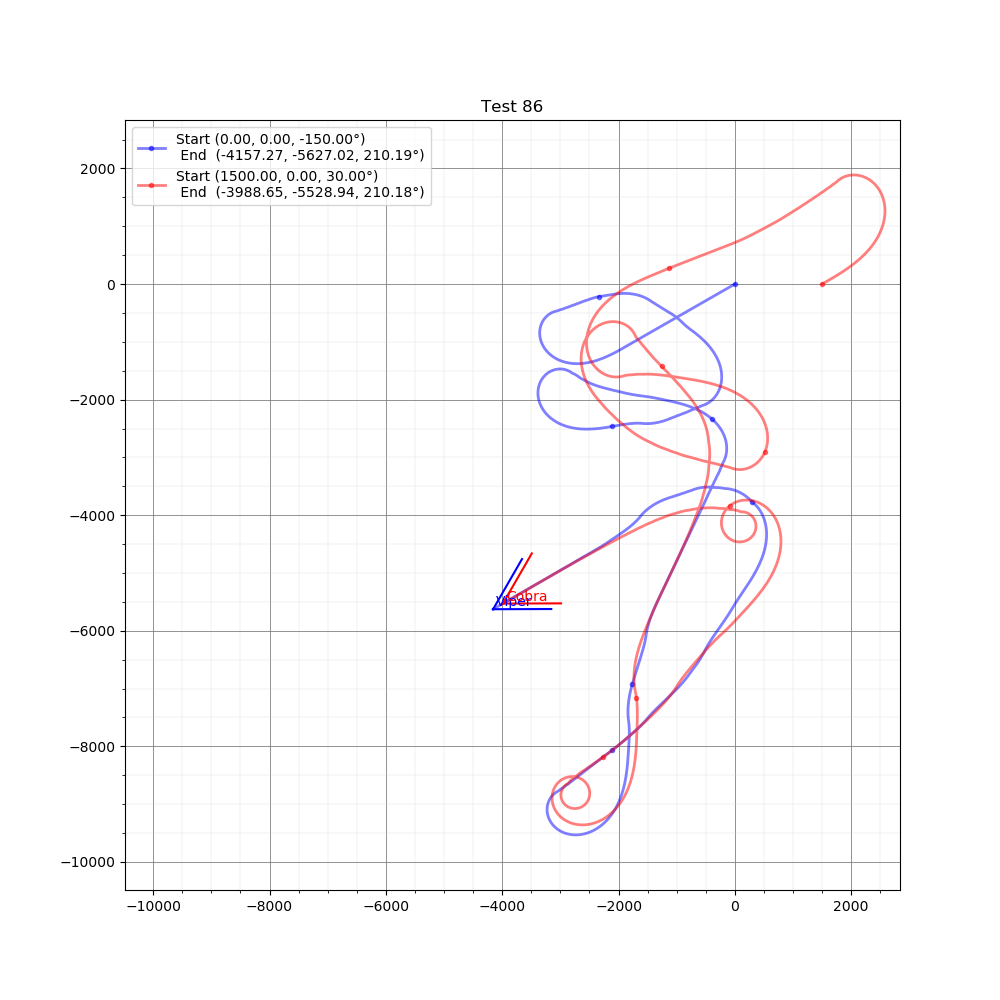 Test 86
Start (0.00, 0.00, -150.00°)
End  (-4157.27, -5627.02, 210.19°)
Start (1500.00, 0.00, 30.00°)
End  (-3988.65, -5528.94, 210.18°)
2000
0
−2000
−4000
Cobra
Viper
−6000
−8000
−10000
−10000 −8000 −6000 −4000 −2000 0 2000